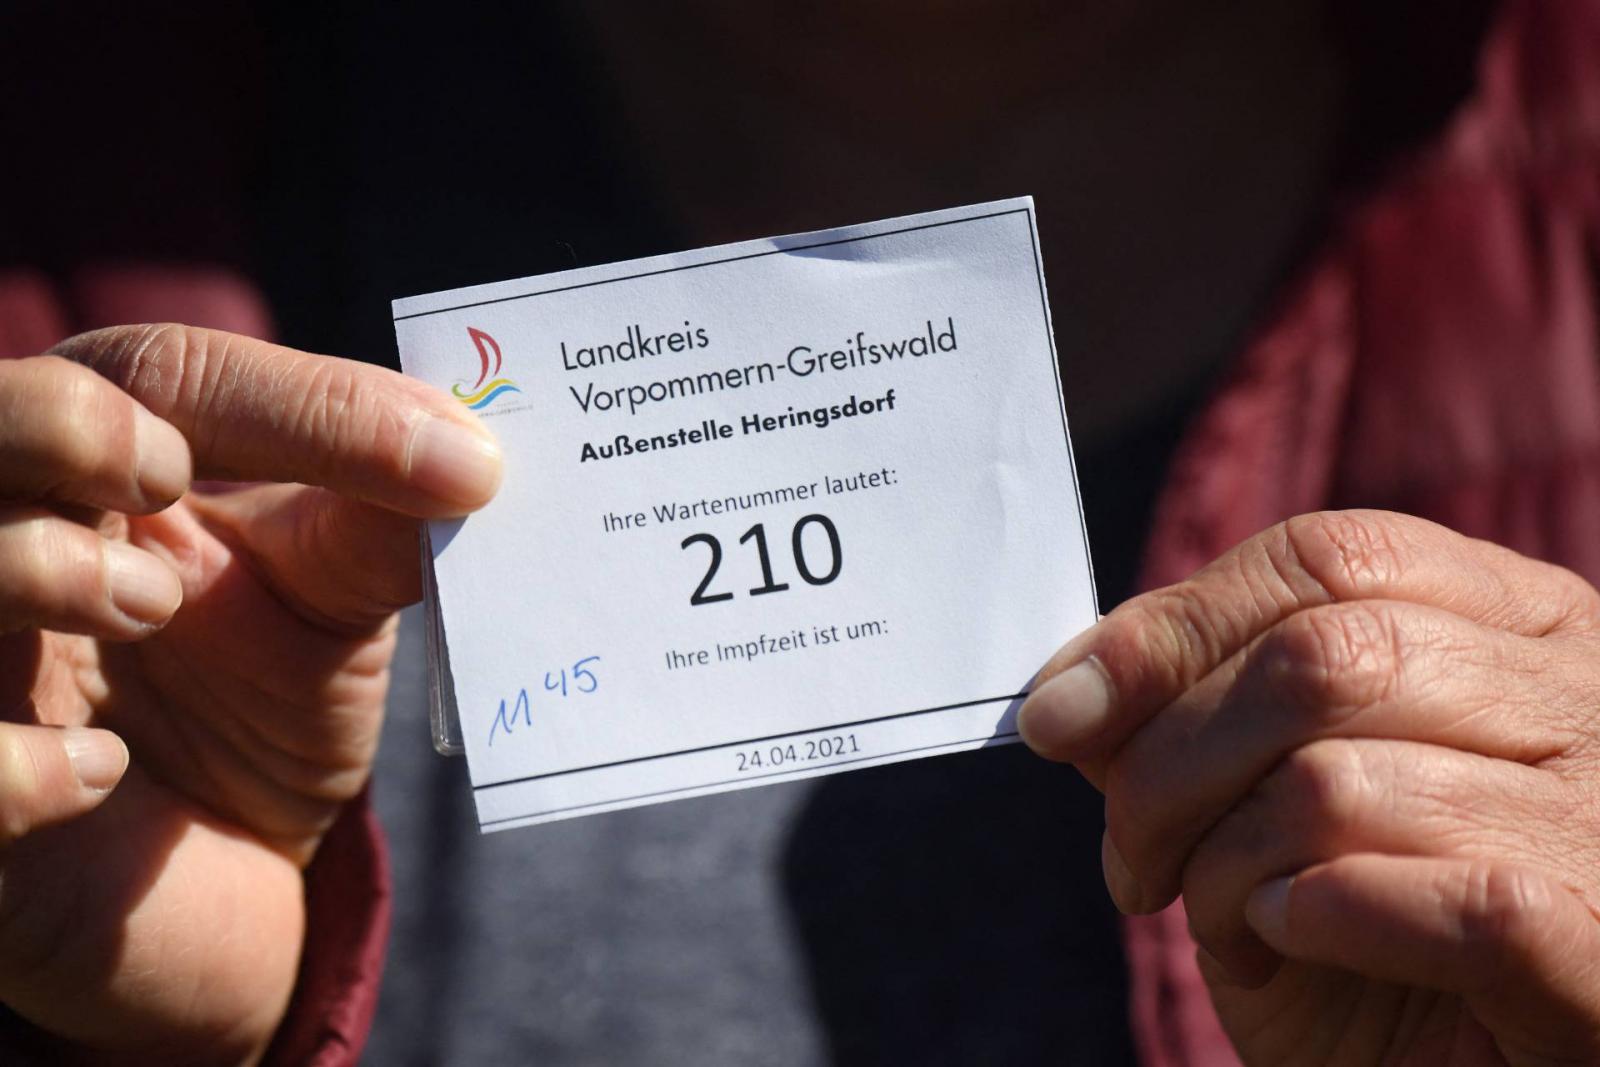 Landkreis
Vorpommern-Greifswald
Außenstelle Heringsdorf
Ihre Wartenummer lautet:
210
Ihre Impfzeit ist um:
11 45
24.04.2021